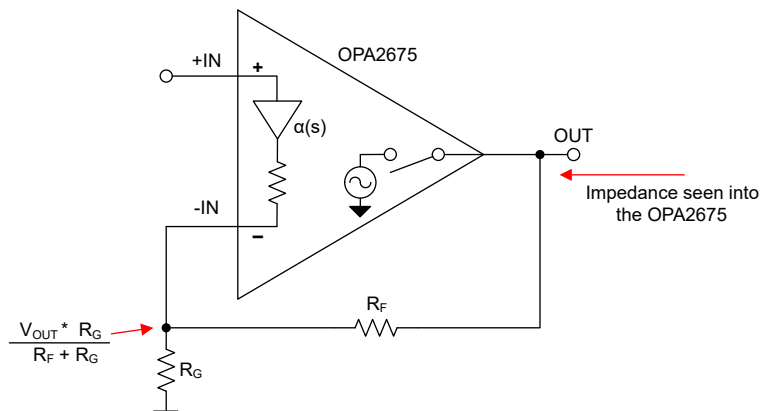 OPA2675
+IN
+
α(s)
OUT
Impedance seen into
the OPA2675
-IN
–
RF
VOUT * RG
RF + RG
RG